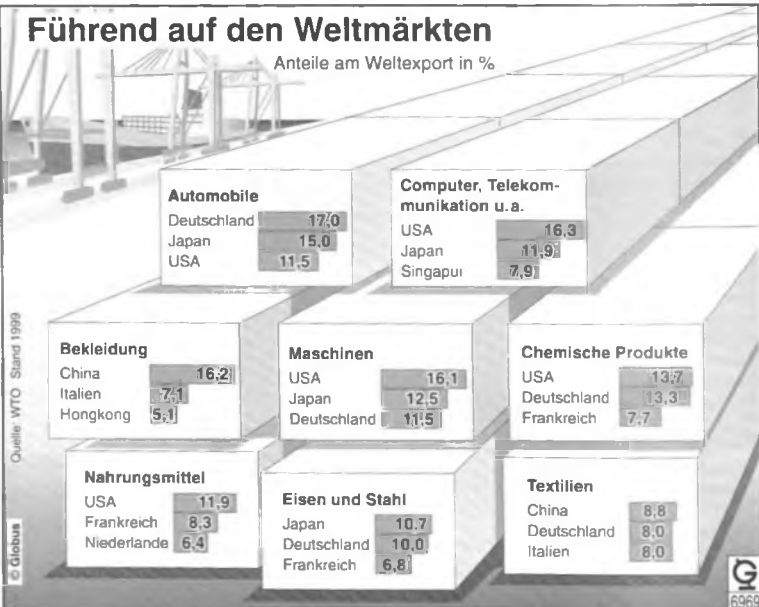 Führend auf den Weltmärkten
Anteile am Weltexport in %
Automobile
Deutschland 17,0
Japan 15,0
USA 11,5
Computer, Telekom-
munikation u.a.
USA 16,3
Japan 11,9
Singapur 7,9
Bekleidung
China 16,2
Italien 7,1
Hongkong 5,1
Maschinen
USA 16,1
Japan 12,5
Deutschland 11,5
Chemische Produkte
USA 13,7
Deutschland 13,3
Frankreich 7,7
Nahrungsmittel
USA 11,9
Frankreich 8,3
Niederlande 6,4
Eisen und Stahl
Japan 10,7
Deutschland 10,0
Frankreich 6,8
Textilien
China 8,8
Deutschland 8,0
Italien 8,0
Quelle: WTO Stand 1999
© Globus
G
6969